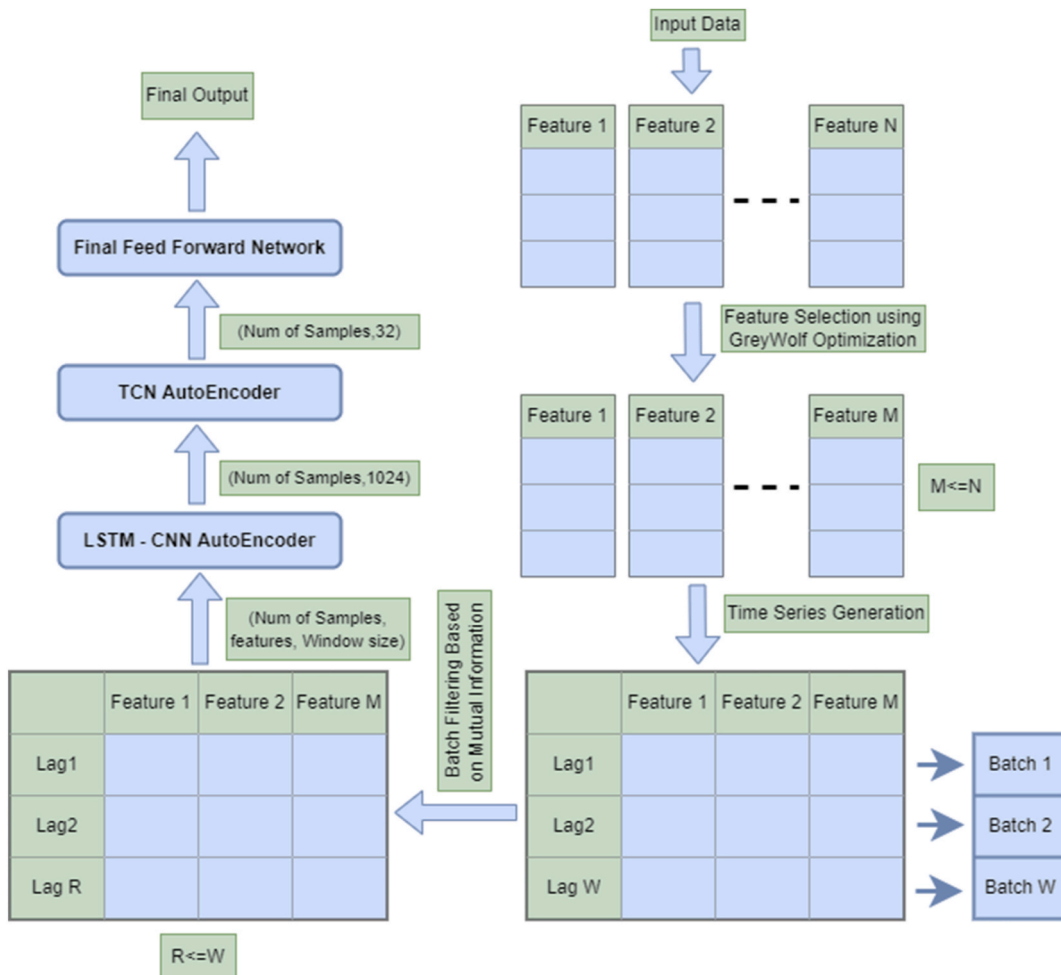 Input Data
Feature 1
Feature 2
Feature N
Feature Selection using
GreyWolf Optimization
Feature 1
Feature 2
Feature M
M<=N
Time Series Generation
Feature 1
Feature 2
Feature M
Lag1
Lag2
Lag W
Batch 1
Batch 2
Batch W
Batch Filtering Based
on Mutual Information
Feature 1
Feature 2
Feature M
Lag1
Lag2
Lag R
R<=W
(Num of Samples,
features, Window size)
LSTM - CNN AutoEncoder
(Num of Samples,1024)
TCN AutoEncoder
(Num of Samples,32)
Final Feed Forward Network
Final Output